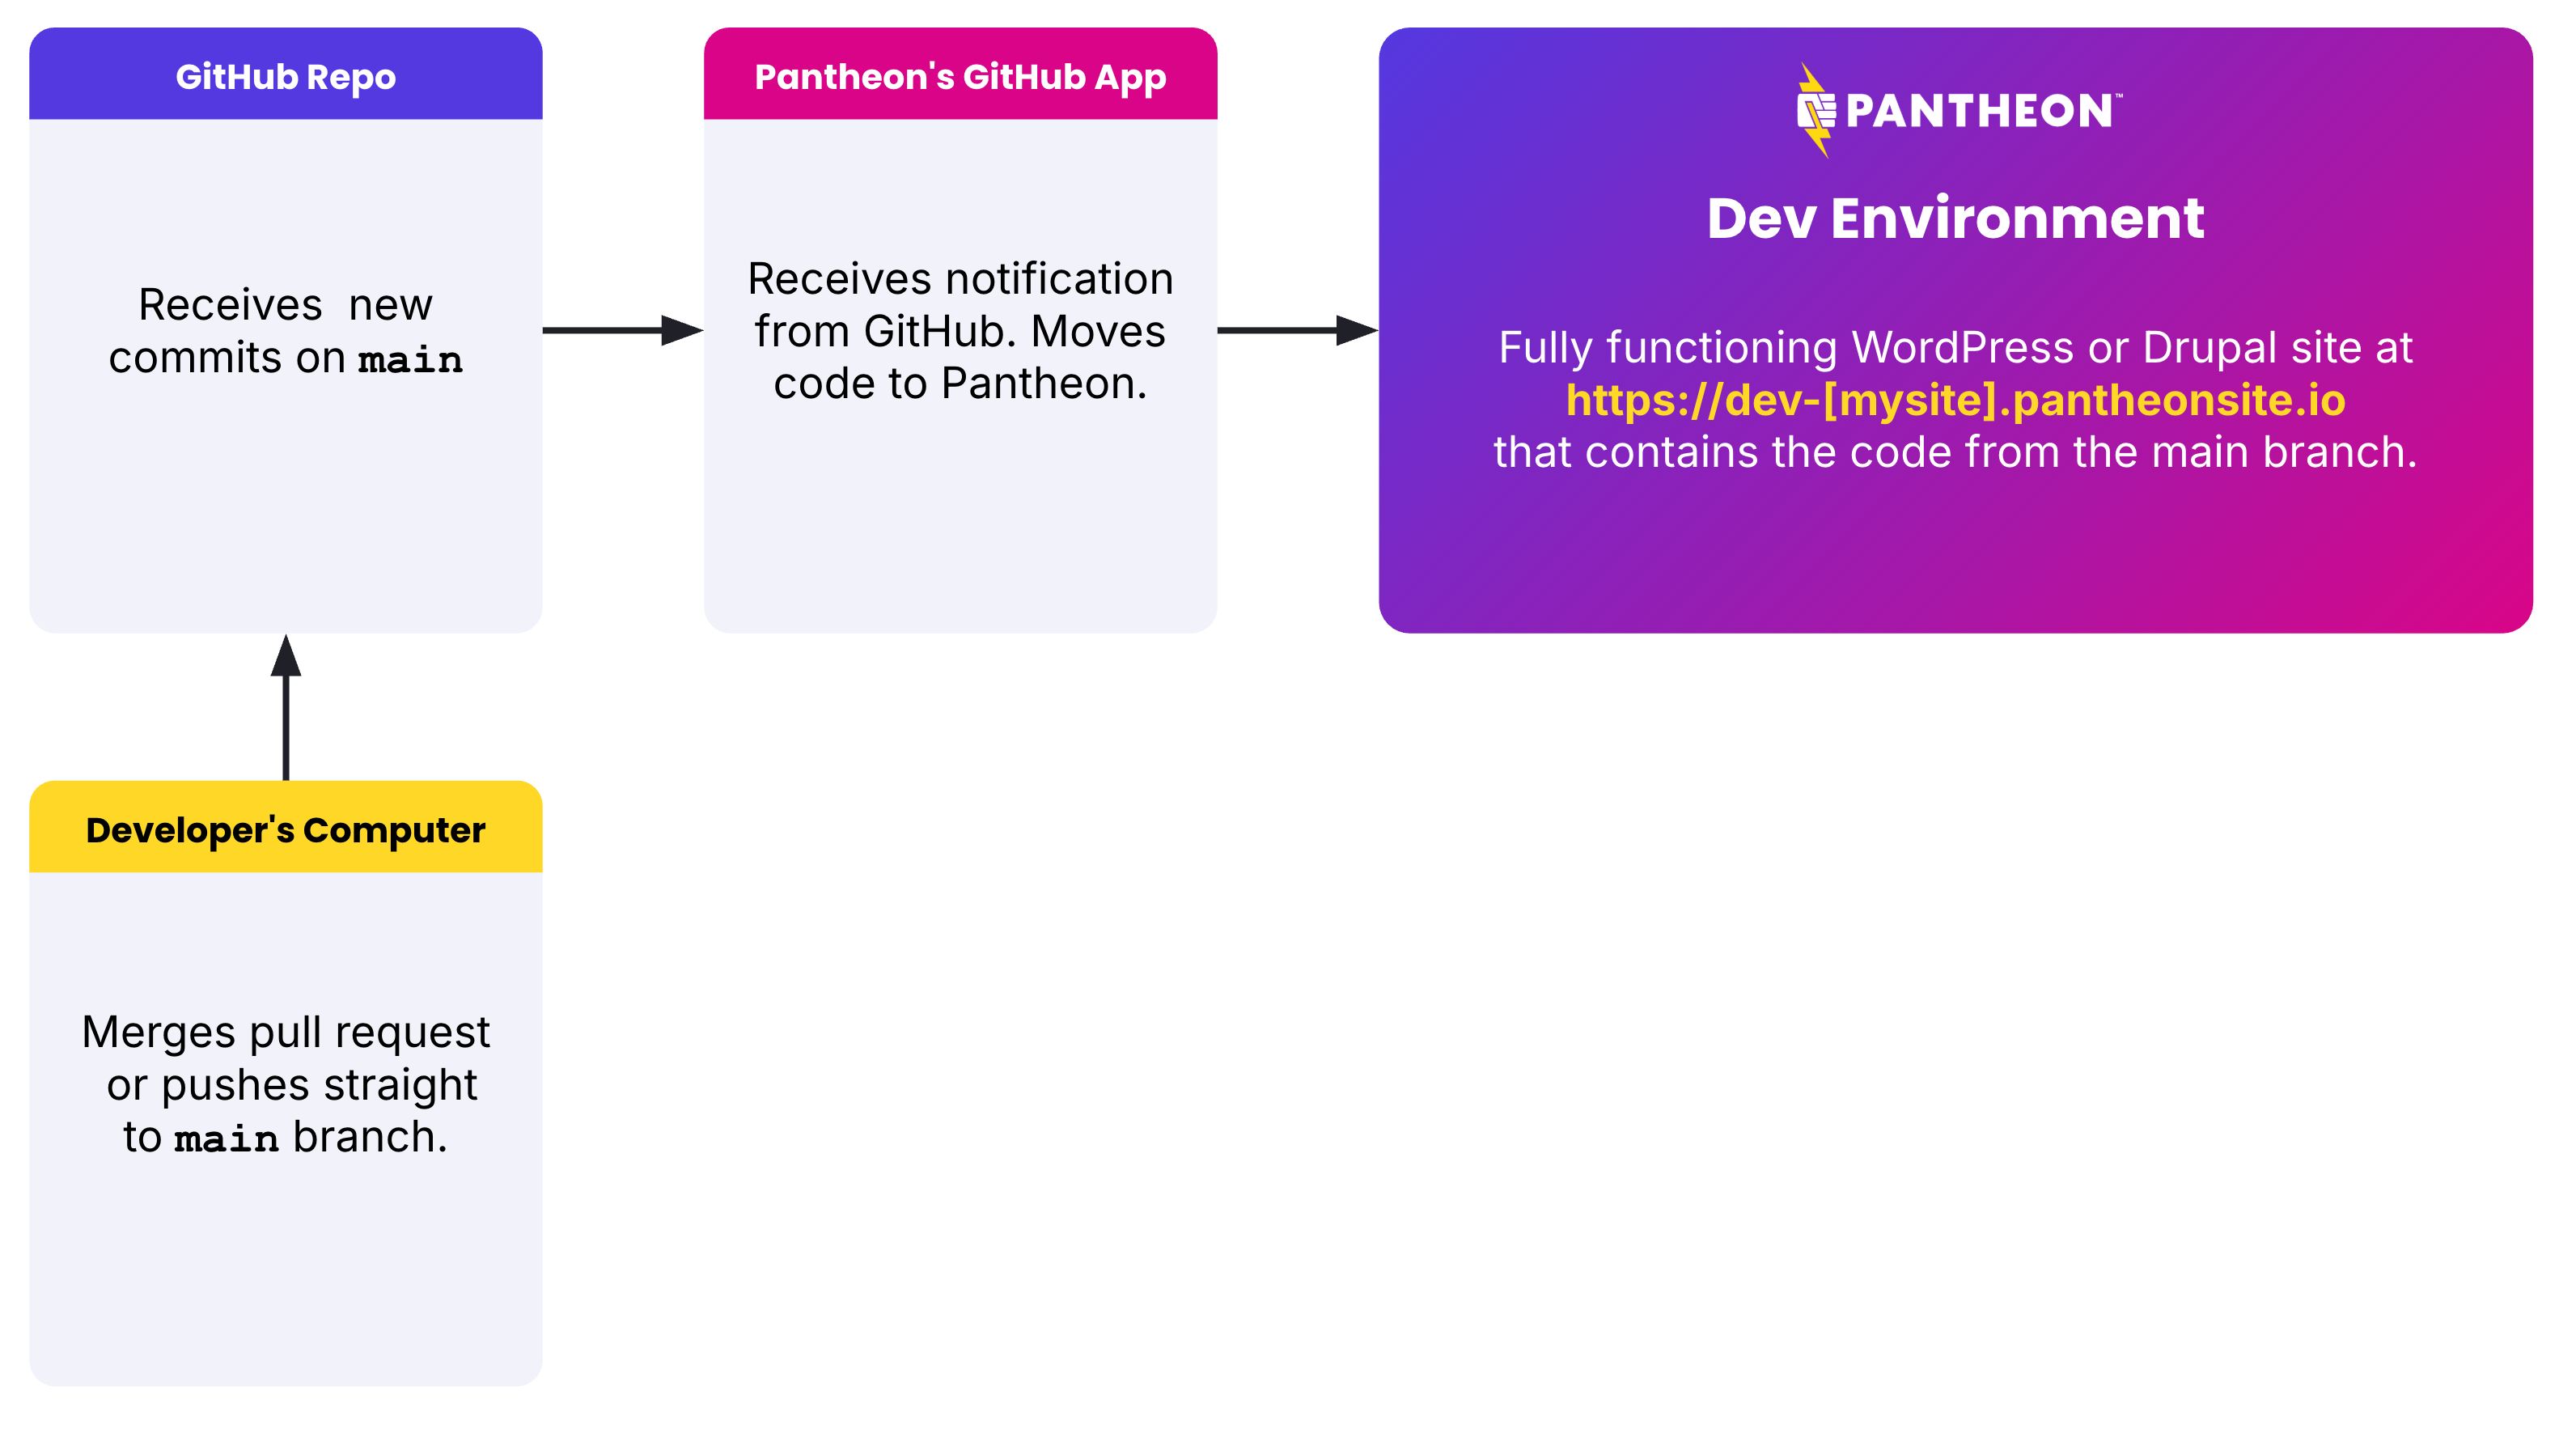 GitHub Repo
Receives  new
commits on main
Pantheon's GitHub App
Receives notification
from GitHub. Moves
code to Pantheon.
PANTHEON™
Dev Environment
Fully functioning WordPress or Drupal site at
https://dev-[mysite].pantheonsite.io
that contains the code from the main branch.
Developer's Computer
Merges pull request
or pushes straight
to main branch.